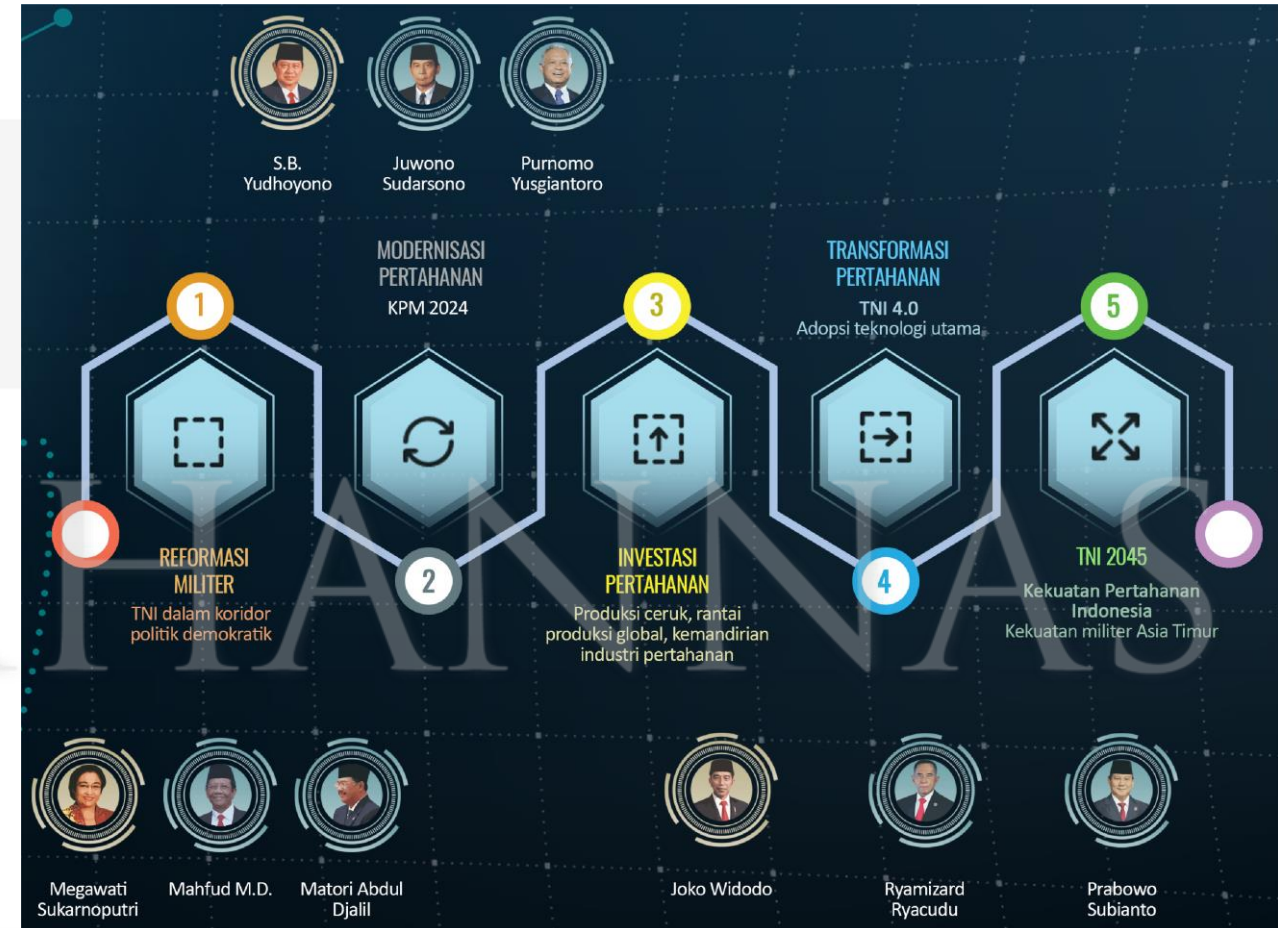 S.B.
Yudhoyono
Juwono
Sudarsono
Purnomo
Yusgiantoro
1
REFORMASI
MILITER
TNI dalam koridor
politik demokratik
MODERNISASI
PERTAHANAN
KPM 2024
2
3
INVESTASI
PERTAHANAN
Produksi ceruk, rantai
produksi global, kemandirian
industri pertahanan
TRANSFORMASI
PERTAHANAN
TNI 4.0
Adopsi teknologi utama
4
5
TNI 2045
Kekuatan Pertahanan
Indonesia
Kekuatan militer Asia Timur
HANNAS
Megawati
Sukarnoputri
Mahfud M.D.
Matori Abdul
Djalil
Joko Widodo
Ryamizard
Ryacudu
Prabowo
Subianto